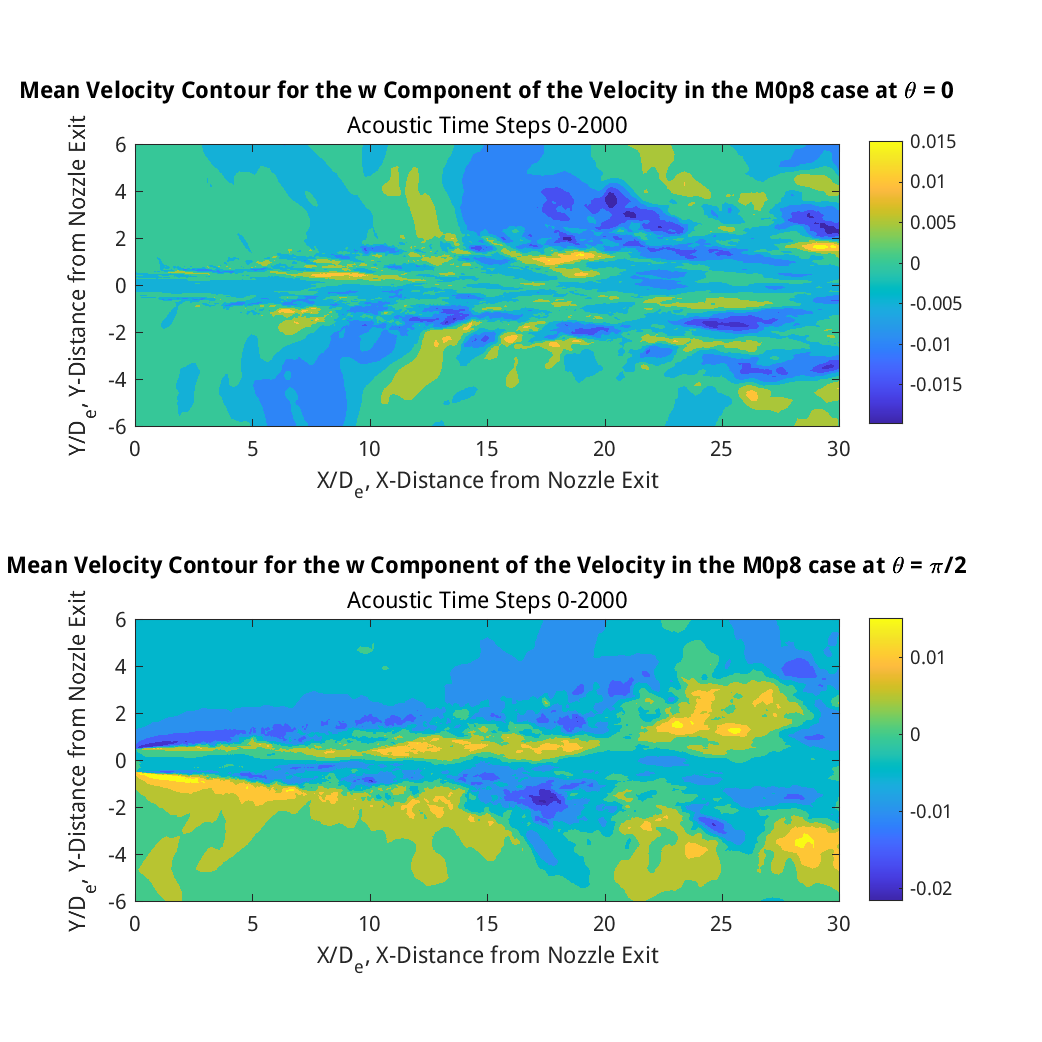 Mean Velocity Contour for the w Component of the Velocity in the M0p8 case at θ = 0
Acoustic Time Steps 0-2000
Y/De, Y-Distance from Nozzle Exit
6
4
2
0
-2
-4
-6
0 5 10 15 20 25 30
X/De, X-Distance from Nozzle Exit
0.015
0.01
0.005
0
-0.005
-0.01
-0.015
Mean Velocity Contour for the w Component of the Velocity in the M0p8 case at θ = π/2
Acoustic Time Steps 0-2000
Y/De, Y-Distance from Nozzle Exit
6
4
2
0
-2
-4
-6
0 5 10 15 20 25 30
X/De, X-Distance from Nozzle Exit
0.01
0
-0.01
-0.02